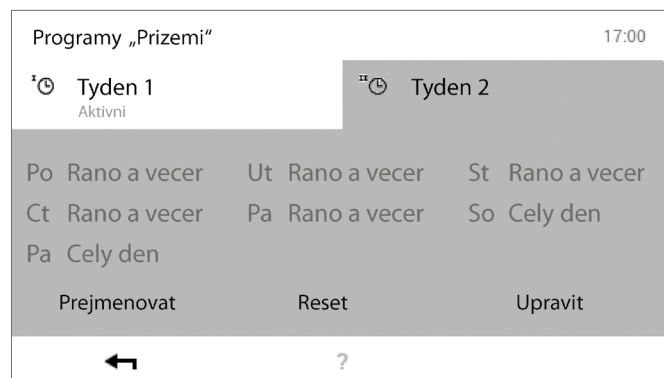 Programy „Prizemi“ 17:00
I Tyden 1 II Tyden 2
Aktivni
Po Rano a vecer Ut Rano a vecer St Rano a vecer
Ct Rano a vecer Pa Rano a vecer So Cely den
Pa Cely den
Prejmenovat Reset Upravit
?